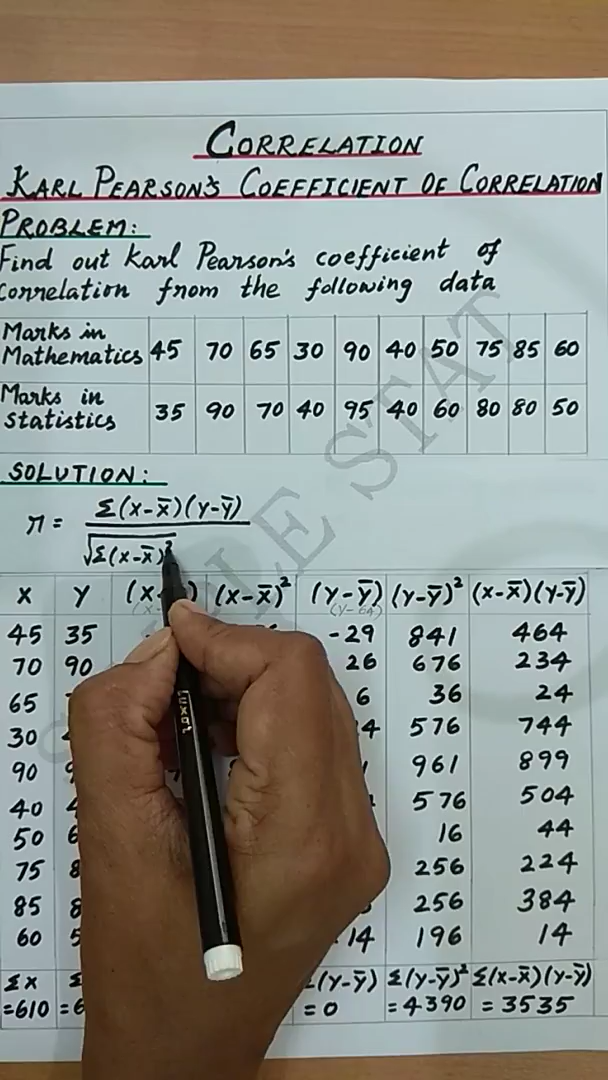 CORRELATION
KARL PEARSON'S COEFFICIENT OF CORRELATION
PROBLEM:
Find out Karl Pearson's coefficient of
correlation from the following data
Marks in Mathematics 45 70 65 30 90 40 50 75 85 60
Marks in statistics 35 90 70 40 95 40 60 80 80 50
SOLUTION:
r = Σ(x-x̄)(y-ȳ)
√Σ(x-x̄)²
X Y (x (x-x̄)² (y-ȳ) (y-ȳ)² (x-x̄)(y-ȳ)
(y-64)
45 35 -29 841 464
70 90 26 676 234
65 6 36 24
30 576 744
90 961 899
40 576 504
50 16 44
75 256 224
85 256 384
60 14 196 14
Σx (y-ȳ) Σ(y-ȳ)² Σ(x-x̄)(y-ȳ)
=610 = 0 = 4390 = 3535
Luxor
STAT